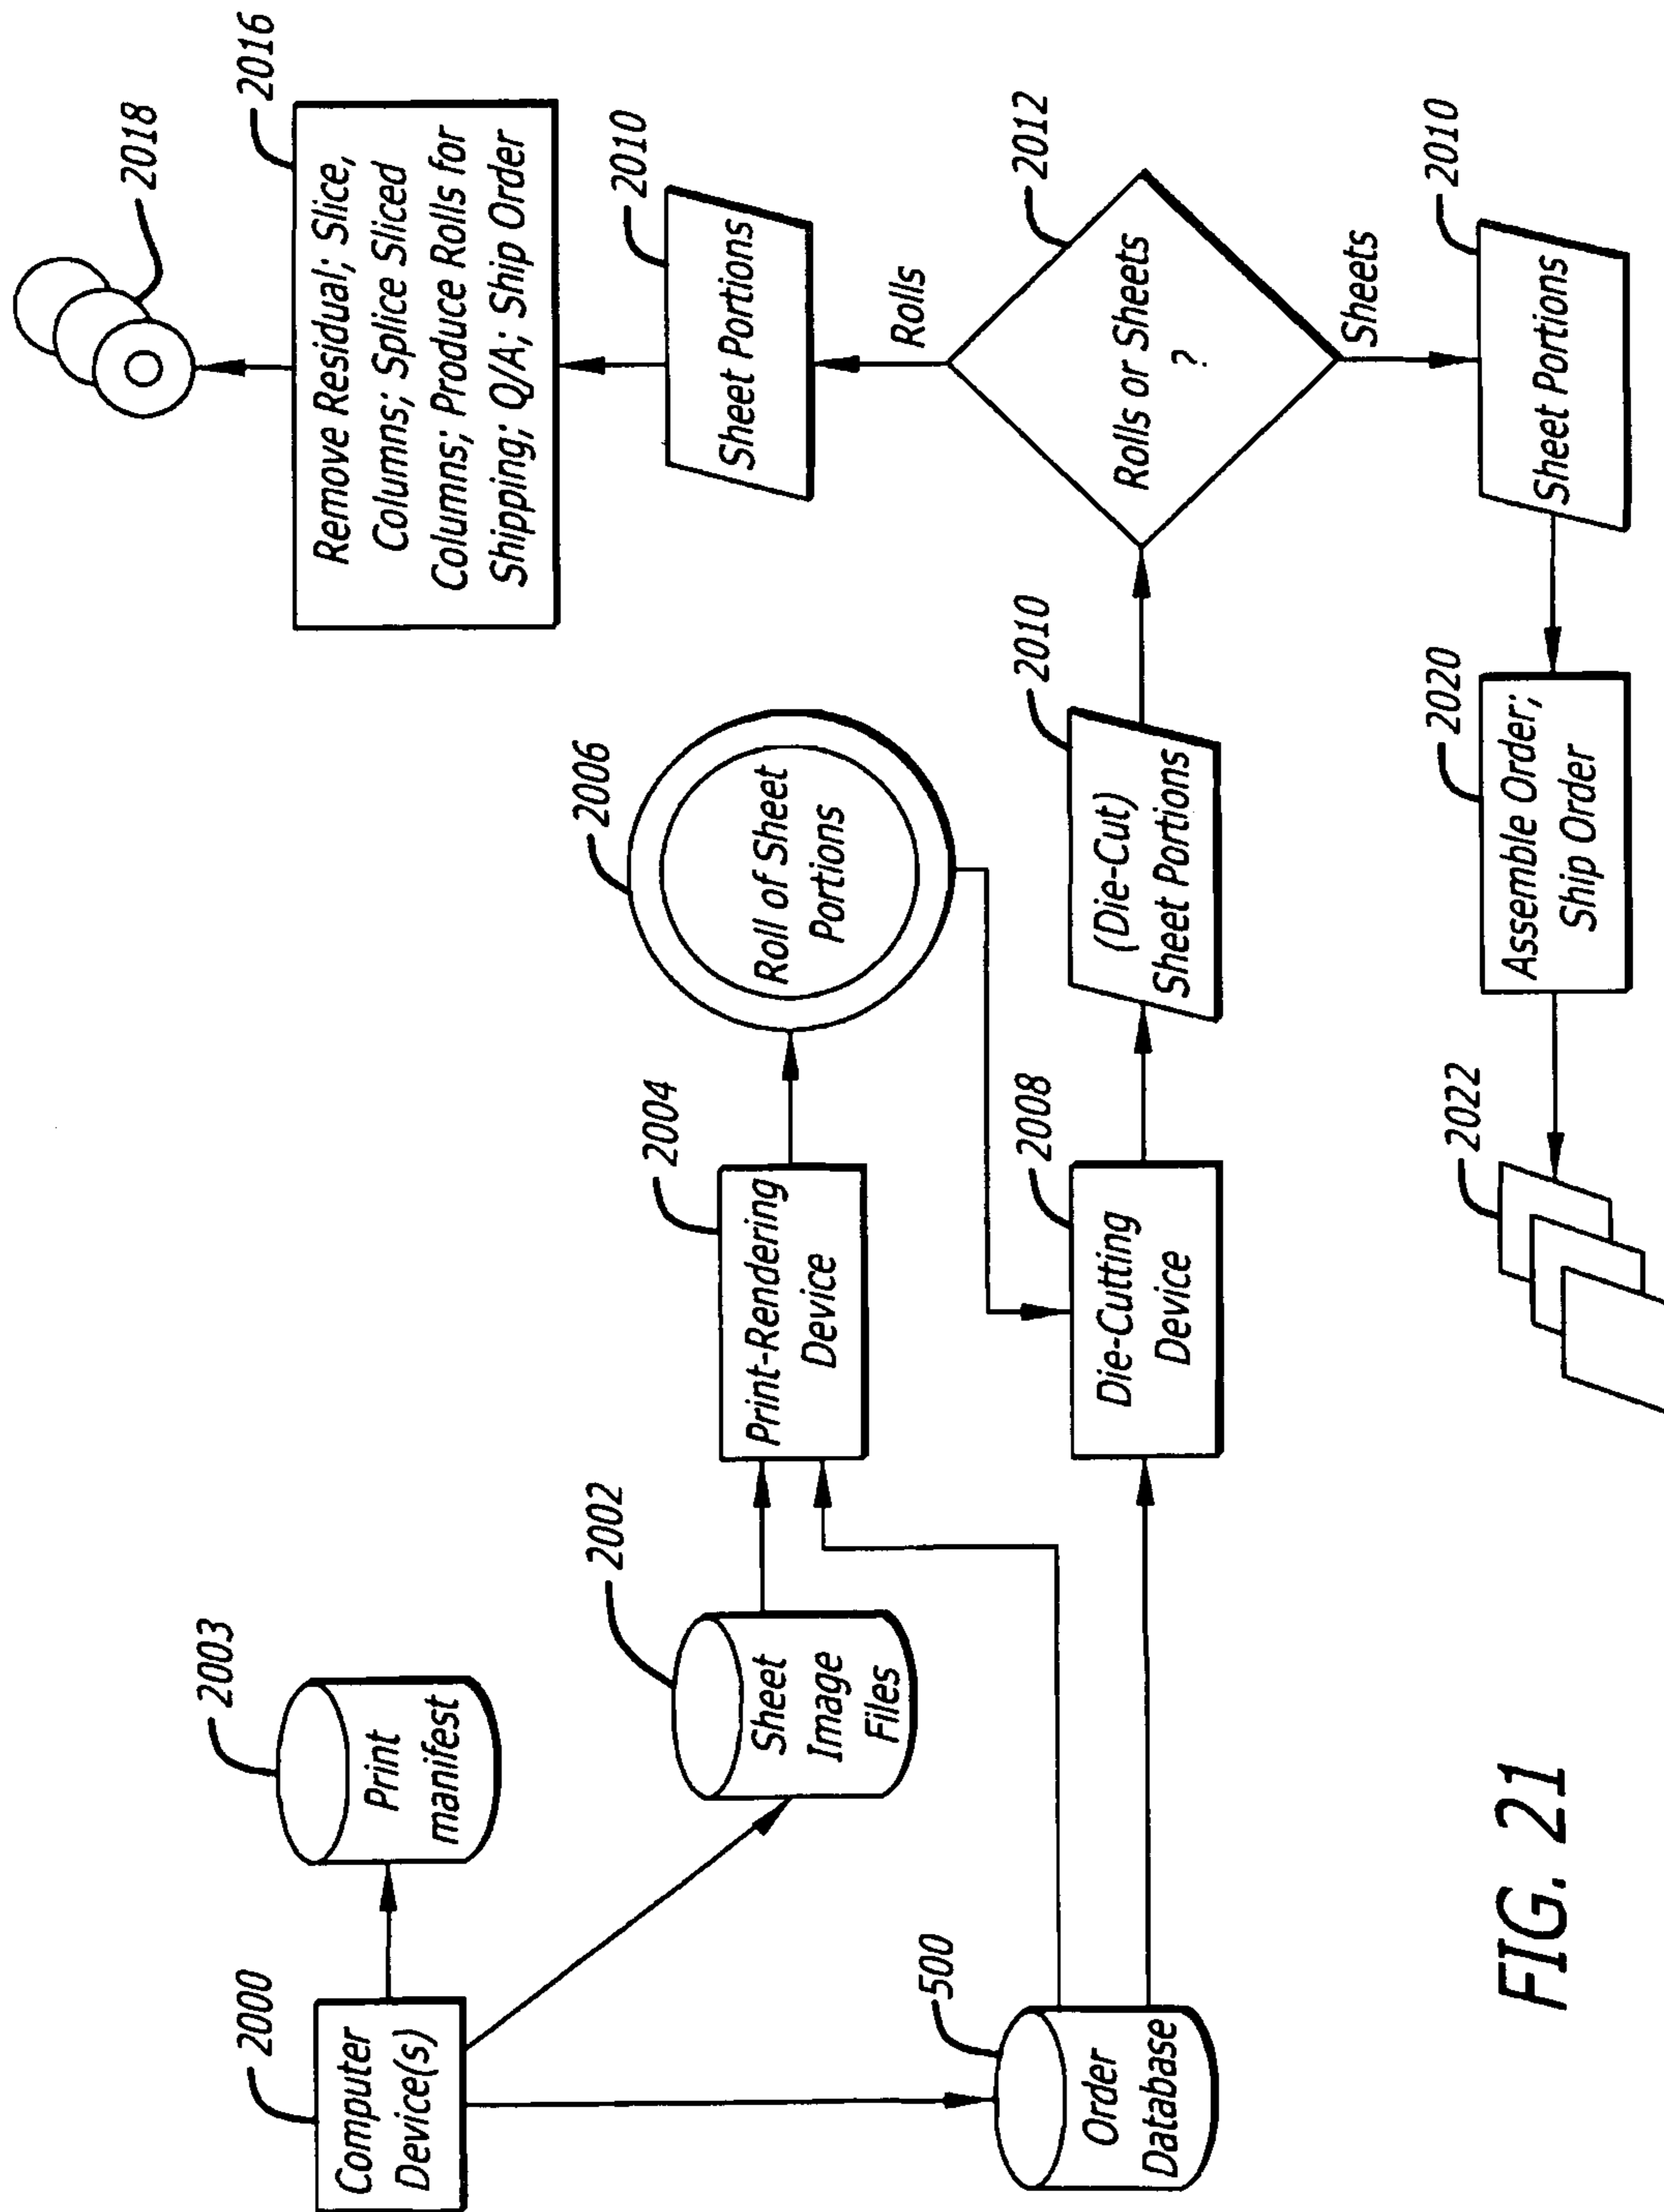 2000
Computer
Device(s)
2003
Print
manifest
2002
Sheet
Image
Files
500
Order
Database
2004
Print-Rendering
Device
2006
Roll of Sheet
Portions
2008
Die-Cutting
Device
2010
(Die-Cut)
Sheet Portions
2012
Rolls or Sheets
?
Rolls
2010
Sheet Portions
2016
Remove Residual; Slice,
Columns; Splice Sliced
Columns; Produce Rolls for
Shipping; Q/A; Ship Order
2018
Sheets
2010
Sheet Portions
2020
Assemble Order;
Ship Order
2022
FIG. 21